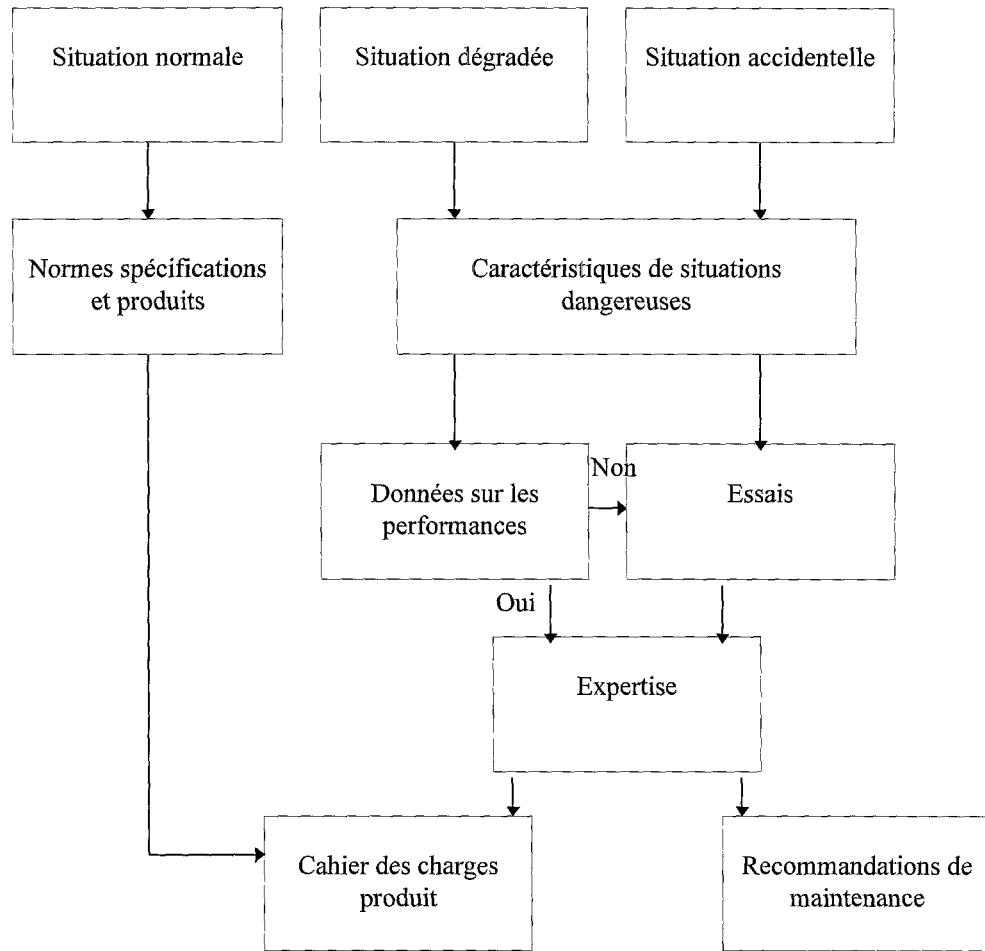 Situation normale
Situation dégradée
Situation accidentelle
Normes spécifications
et produits
Caractéristiques de situations
dangereuses
Données sur les
performances
Non
Essais
Oui
Expertise
Cahier des charges
produit
Recommandations de
maintenance